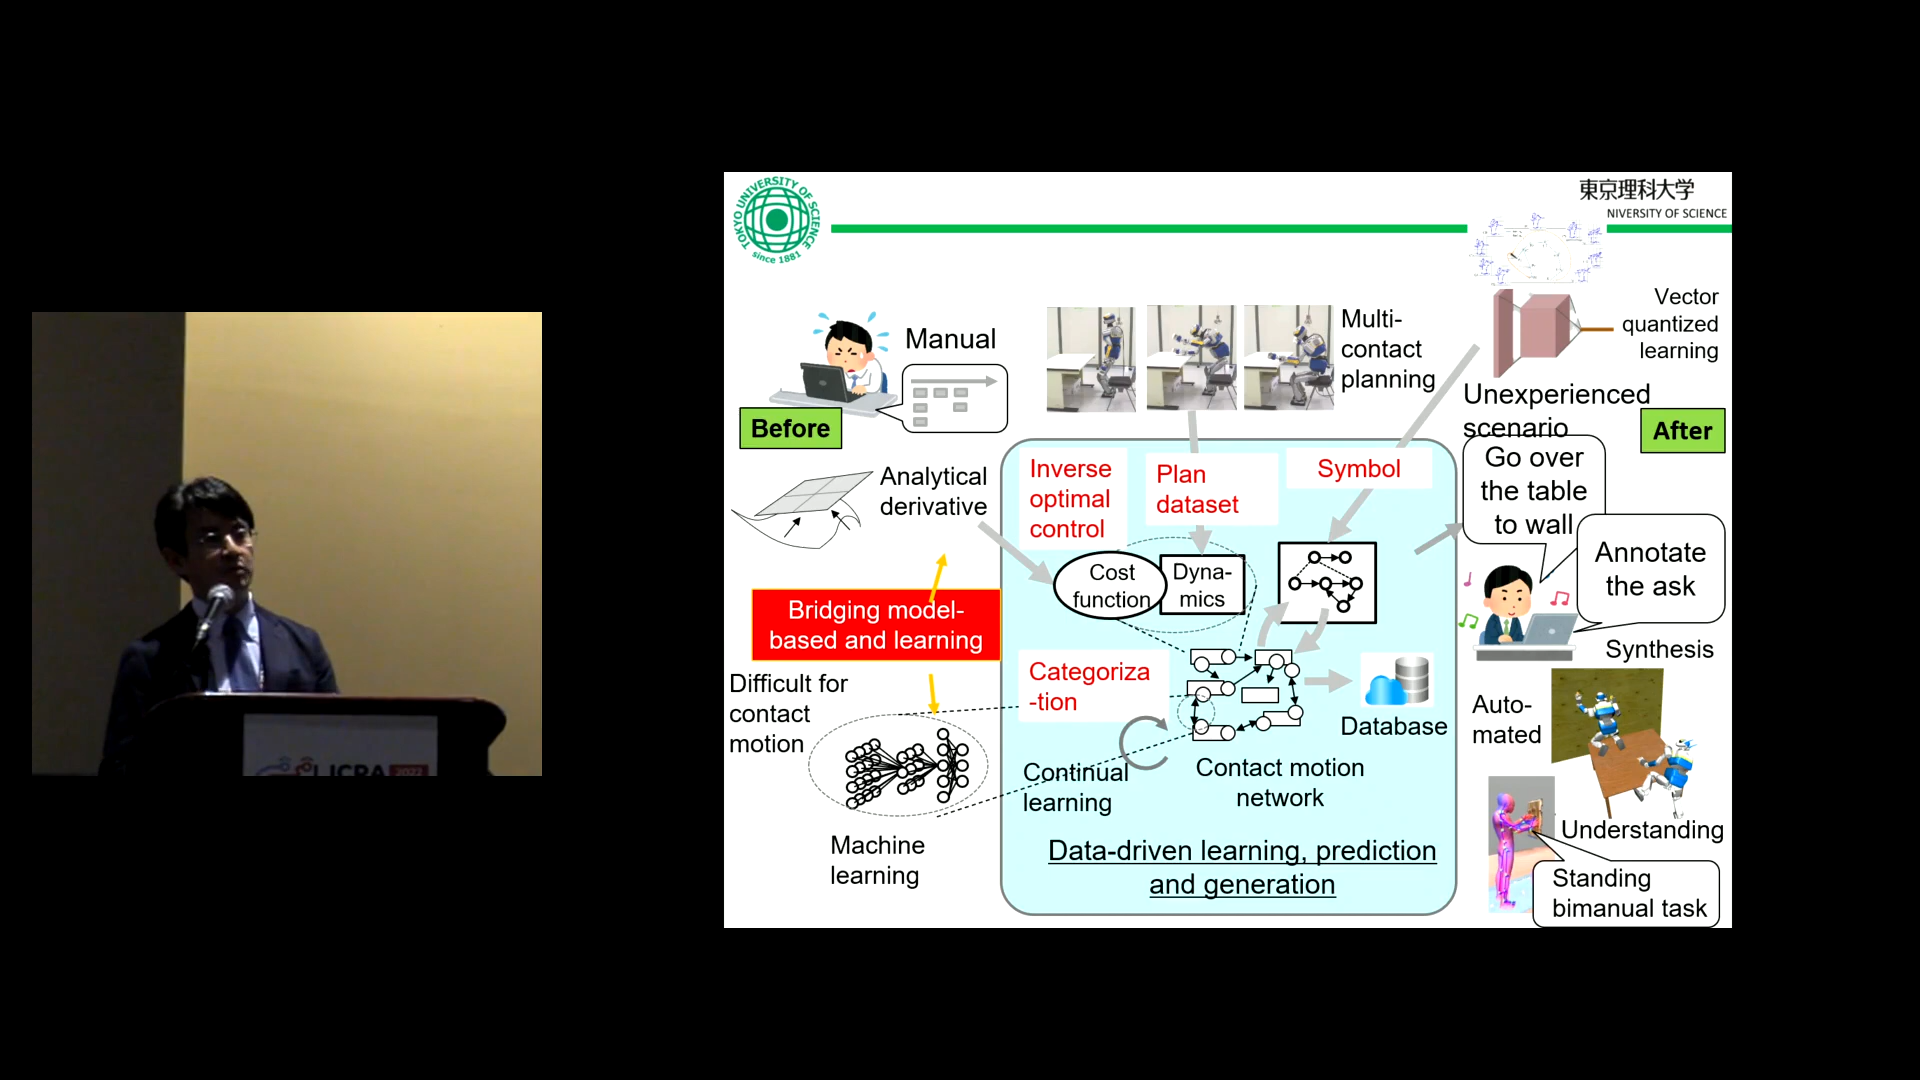 TOKYO UNIVERSITY OF SCIENCE
since 1881
東京理科大学
NIVERSITY OF SCIENCE
Manual
Before
Multi-
contact
planning
Vector
quantized
learning
Unexperienced
scenario
After
Go over
the table
to wall
Annotate
the ask
Synthesis
Analytical
derivative
Inverse
optimal
control
Plan
dataset
Symbol
Cost
function
Dyna-
mics
Bridging model-
based and learning
Difficult for
contact
motion
Categoriza
-tion
Database
Continual
learning
Contact motion
network
Machine
learning
Data-driven learning, prediction
and generation
Auto-
mated
Understanding
Standing
bimanual task
ICRA 2022